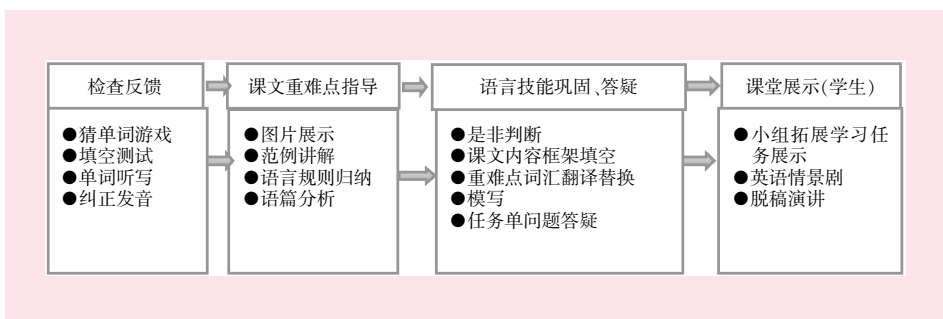 检查反馈
课文重难点指导
语言技能巩固、答疑
课堂展示(学生)
●猜单词游戏
●填空测试
●单词听写
●纠正发音
●图片展示
●范例讲解
●语言规则归纳
●语篇分析
●是非判断
●课文内容框架填空
●重难点词汇翻译替换
●模写
●任务单问题答疑
●小组拓展学习任
务展示
●英语情景剧
●脱稿演讲